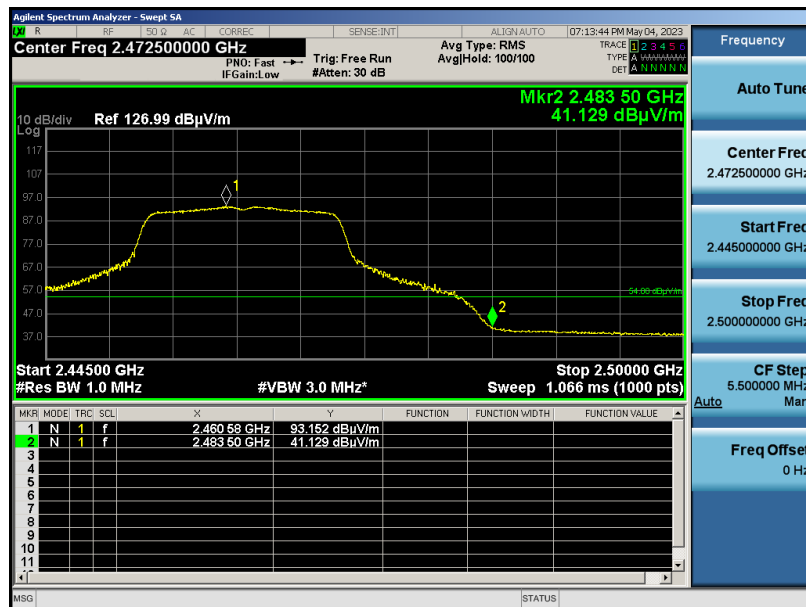 Agilent Spectrum Analyzer - Swept SA
LXI R RF 50 Ω AC CORREC SENSE:INT ALIGN AUTO 07:13:44 PM May 04, 2023
Center Freq 2.472500000 GHz
PNO: Fast
IFGain:Low
Trig: Free Run
#Atten: 30 dB
Avg Type: RMS
Avg|Hold: 100/100
TRACE 1 2 3 4 5 6
TYPE A WWWWW
DET A N N N N N
Mkr2 2.483 50 GHz
41.129 dBµV/m
10 dB/div Ref 126.99 dBµV/m
Log
117
107
97.0
87.0
77.0
67.0
57.0
47.0
37.0
1
54.00 dBµV/m
2
Start 2.44500 GHz Stop 2.50000 GHz
#Res BW 1.0 MHz #VBW 3.0 MHz* Sweep 1.066 ms (1000 pts)
MKR MODE TRC SCL X Y FUNCTION FUNCTION WIDTH FUNCTION VALUE
1 N 1 f 2.460 58 GHz 93.152 dBµV/m
2 N 1 f 2.483 50 GHz 41.129 dBµV/m
3
4
5
6
7
8
9
10
11
MSG STATUS
Frequency
Auto Tune
Center Freq
2.472500000 GHz
Start Freq
2.445000000 GHz
Stop Freq
2.500000000 GHz
CF Step
5.500000 MHz
Auto Man
Freq Offset
0 Hz